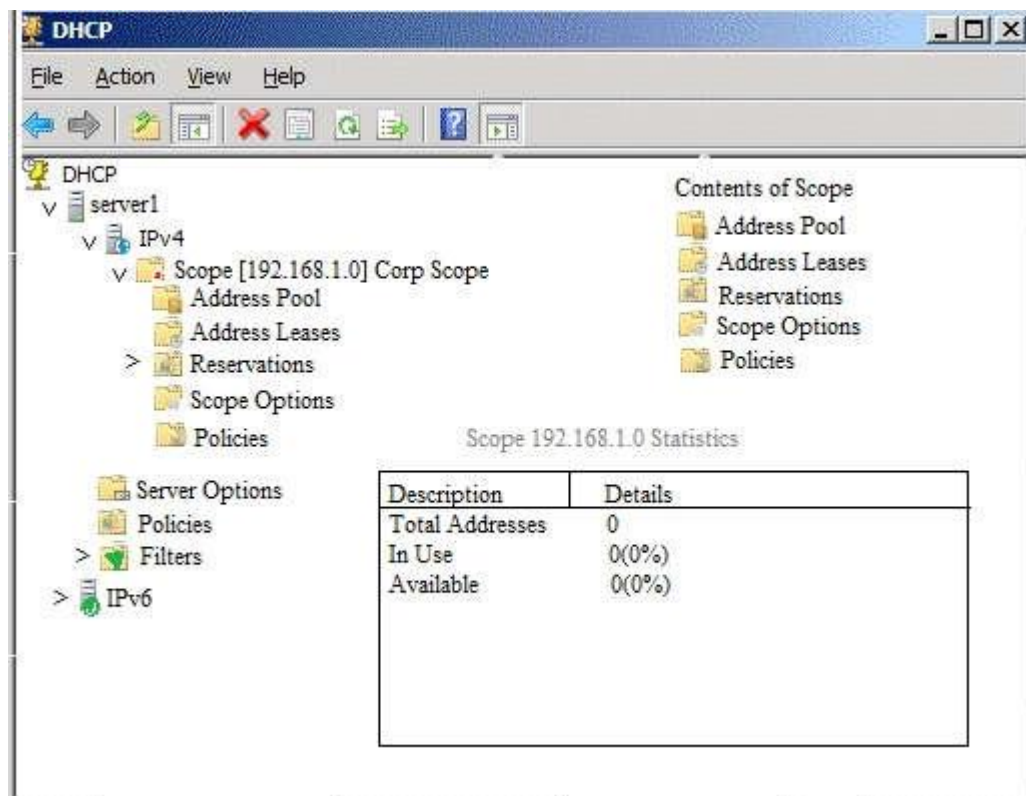 DHCP
File Action View Help
DHCP
server1
IPv4
Scope [192.168.1.0] Corp Scope
Address Pool
Address Leases
Reservations
Scope Options
Policies
Server Options
Policies
Filters
IPv6
Contents of Scope
Address Pool
Address Leases
Reservations
Scope Options
Policies
Scope 192.168.1.0 Statistics
Description Details
Total Addresses 0
In Use 0(0%)
Available 0(0%)